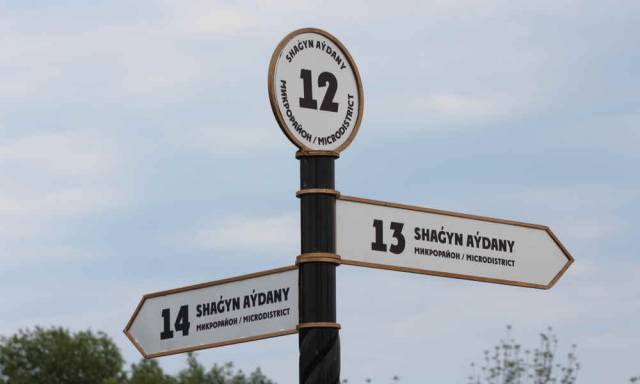 SHAǴYN AÝDANY
12
МИКРОРАЙОН / MICRODISTRICT
13 SHAǴYN AÝDANY
МИКРОРАЙОН / MICRODISTRICT
14 SHAǴYN AÝDANY
МИКРОРАЙОН / MICRODISTRICT